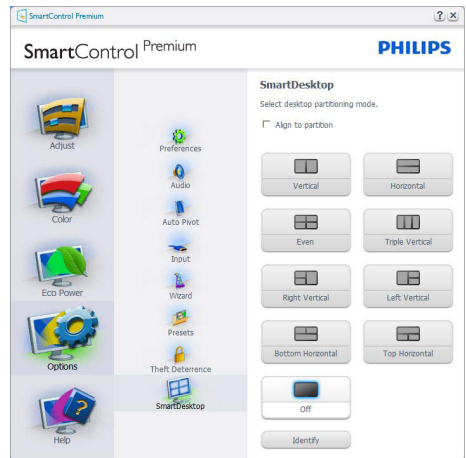 SmartControl Premium
SmartControl Premium
PHILIPS
Adjust
Color
Eco Power
Options
Help
Preferences
Audio
Auto Pivot
Input
Wizard
Presets
Theft Deterrence
SmartDesktop
SmartDesktop
Select desktop partitioning mode.
Align to partition
Vertical
Horizontal
Even
Triple Vertical
Right Vertical
Left Vertical
Bottom Horizontal
Top Horizontal
Off
Identify